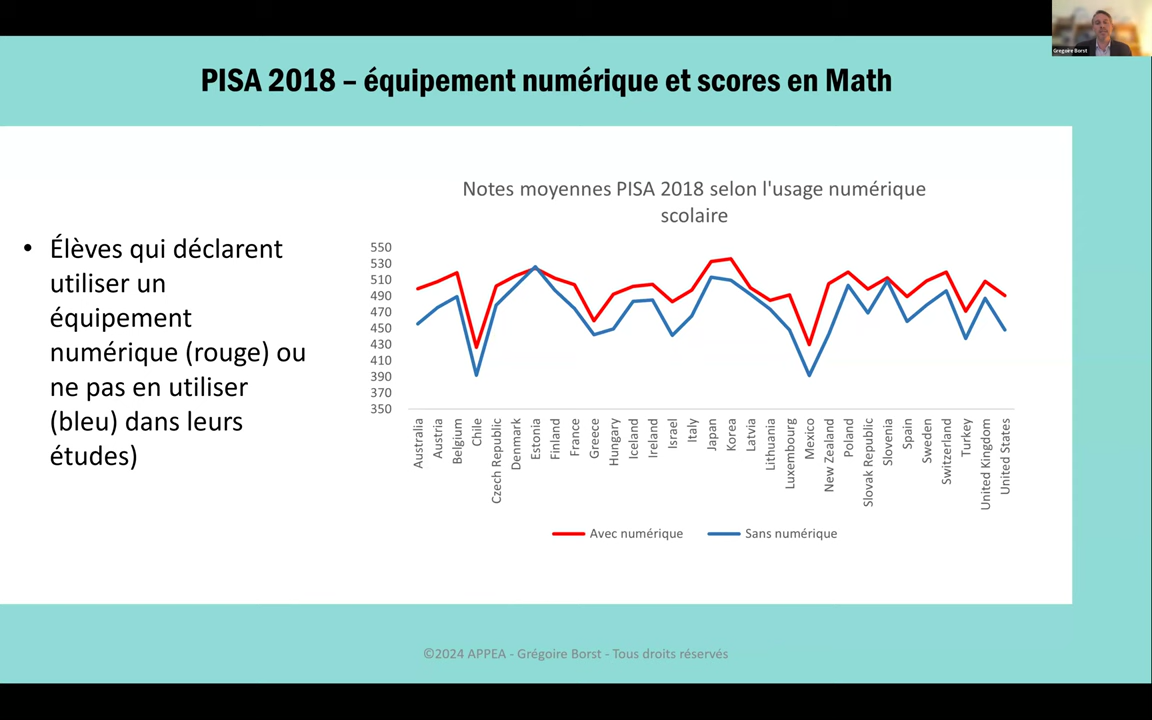 Grégoire Borst
PISA 2018 – équipement numérique et scores en Math
• Élèves qui déclarent
utiliser un
équipement
numérique (rouge) ou
ne pas en utiliser
(bleu) dans leurs
études)
Notes moyennes PISA 2018 selon l'usage numérique
scolaire
550
530
510
490
470
450
430
410
390
370
350
Australia
Austria
Belgium
Chile
Czech Republic
Denmark
Estonia
Finland
France
Greece
Hungary
Iceland
Ireland
Israel
Italy
Japan
Korea
Latvia
Lithuania
Luxembourg
Mexico
New Zealand
Poland
Slovak Republic
Slovenia
Spain
Sweden
Switzerland
Turkey
United Kingdom
United States
Avec numérique
Sans numérique
©2024 APPEA - Grégoire Borst - Tous droits réservés